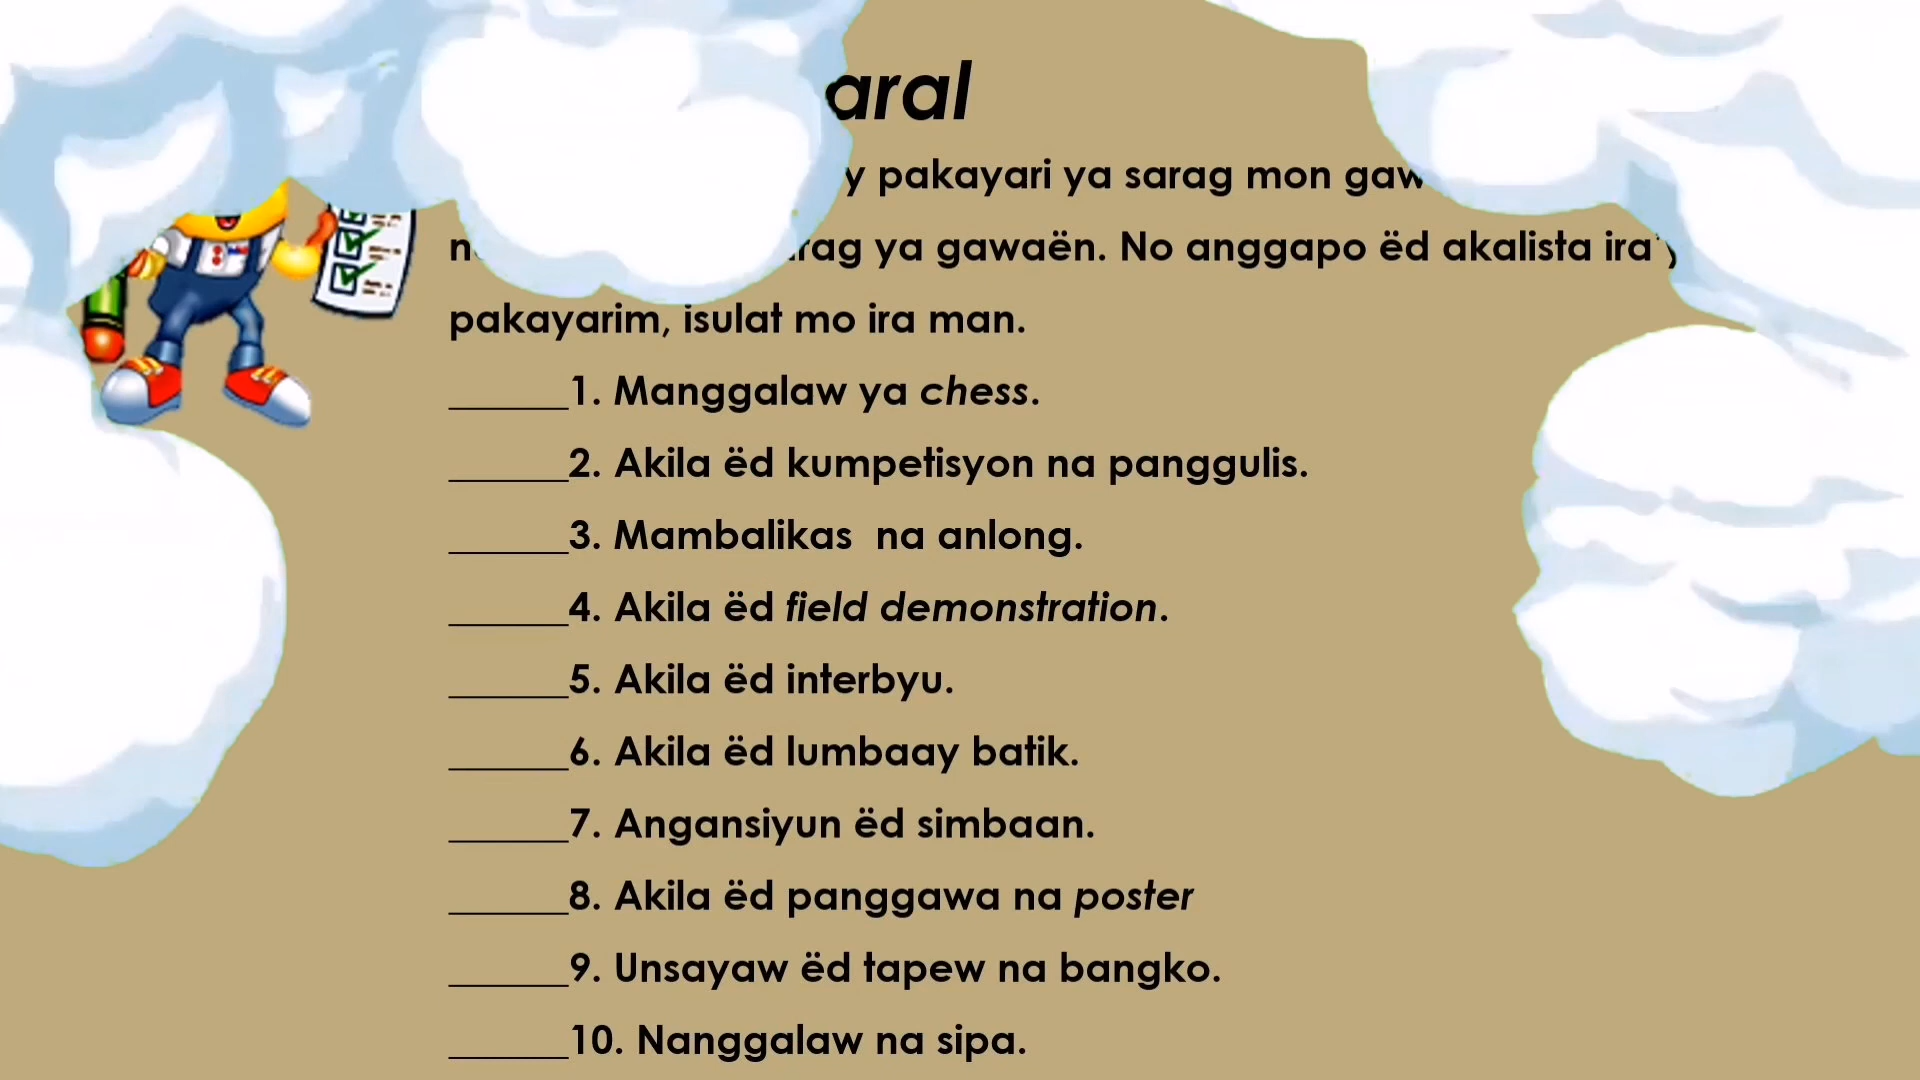 aral
y pakayari ya sarag mon
ya gawaën. No anggapo ëd akalista
pakayarim, isulat mo ira man.
______1. Manggalaw ya chess.
______2. Akila ëd kumpetisyon na panggulis.
______3. Mambalikas na anlong.
______4. Akila ëd field demonstration.
______5. Akila ëd interbyu.
______6. Akila ëd lumbaay batik.
______7. Angansiyun ëd simbaan.
______8. Akila ëd panggawa na poster
______9. Unsayaw ëd tapew na bangko.
______10. Nanggalaw na sipa.